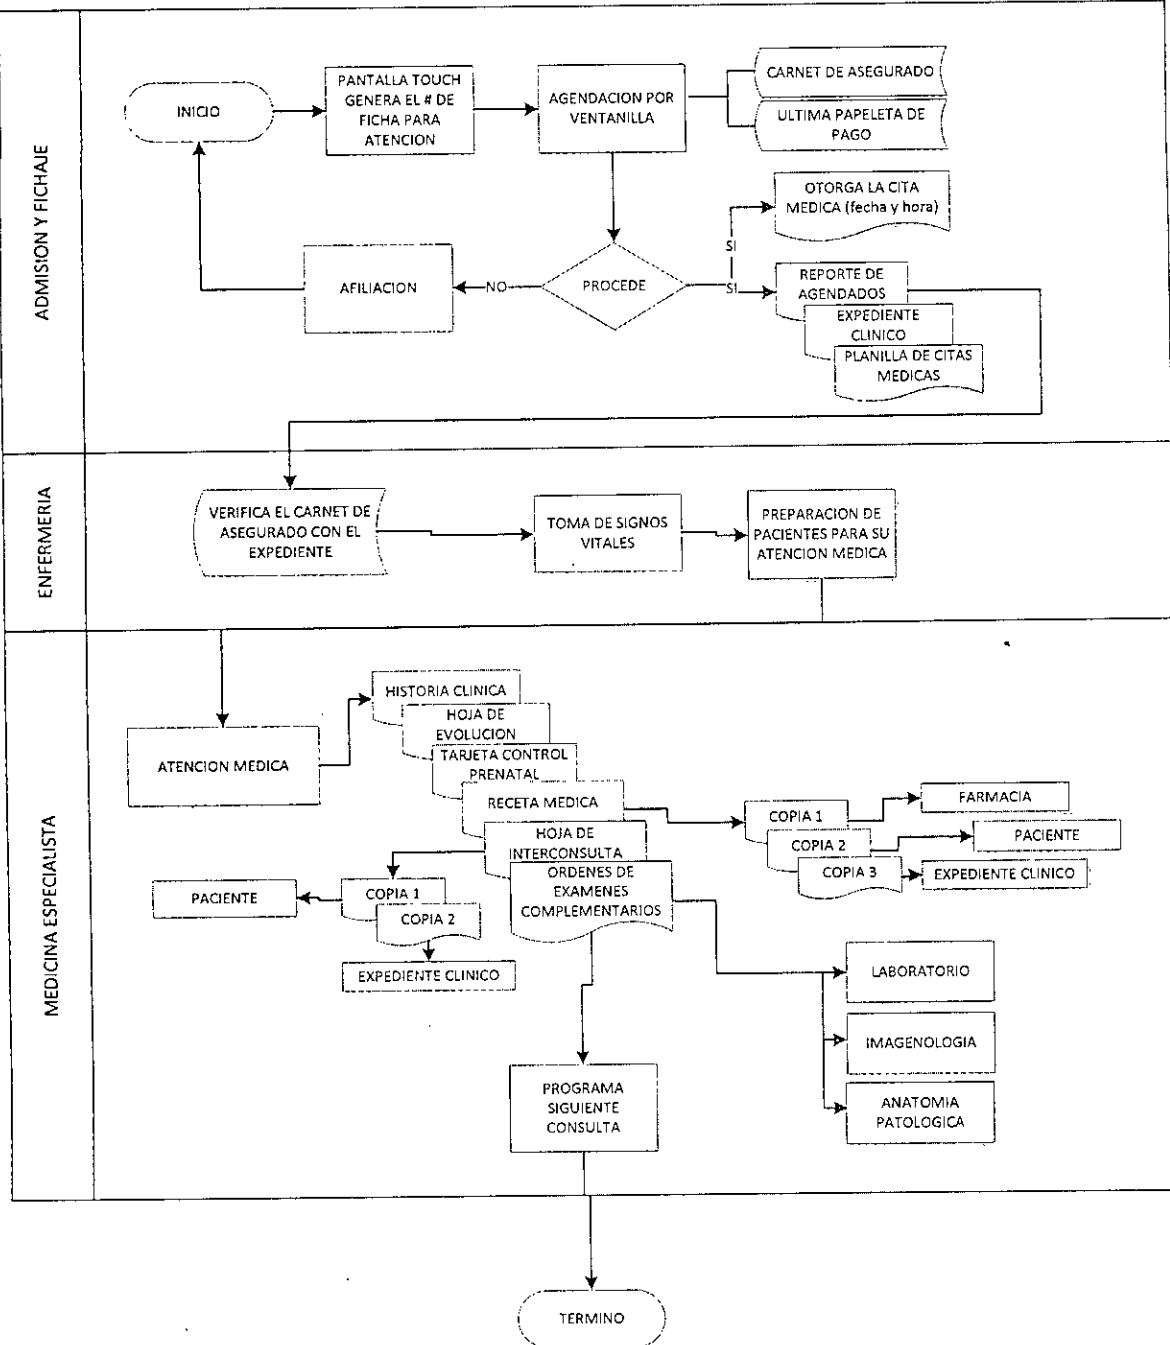 ADMISION Y FICHAJE
INICIO
PANTALLA TOUCH
GENERA EL # DE
FICHA PARA
ATENCION
AGENDACION POR
VENTANILLA
CARNET DE ASEGURADO
ULTIMA PAPELETA DE
PAGO
OTORGA LA CITA
MEDICA (fecha y hora)
SI
AFILIACION
NO
PROCEDE
SI
REPORTE DE
AGENDADOS
EXPEDIENTE
CLINICO
PLANILLA DE CITAS
MEDICAS
ENFERMERIA
VERIFICA EL CARNET DE
ASEGURADO CON EL
EXPEDIENTE
TOMA DE SIGNOS
VITALES
PREPARACION DE
PACIENTES PARA SU
ATENCION MEDICA
MEDICINA ESPECIALISTA
ATENCION MEDICA
HISTORIA CLINICA
HOJA DE
EVOLUCION
TARJETA CONTROL
PRENATAL
RECETA MEDICA
HOJA DE
INTERCONSULTA
ORDENES DE
EXAMENES
COMPLEMENTARIOS
COPIA 1
FARMACIA
COPIA 2
PACIENTE
COPIA 3
EXPEDIENTE CLINICO
PACIENTE
COPIA 1
COPIA 2
EXPEDIENTE CLINICO
LABORATORIO
IMAGENOLOGIA
ANATOMIA
PATOLOGICA
PROGRAMA
SIGUIENTE
CONSULTA
TERMINO